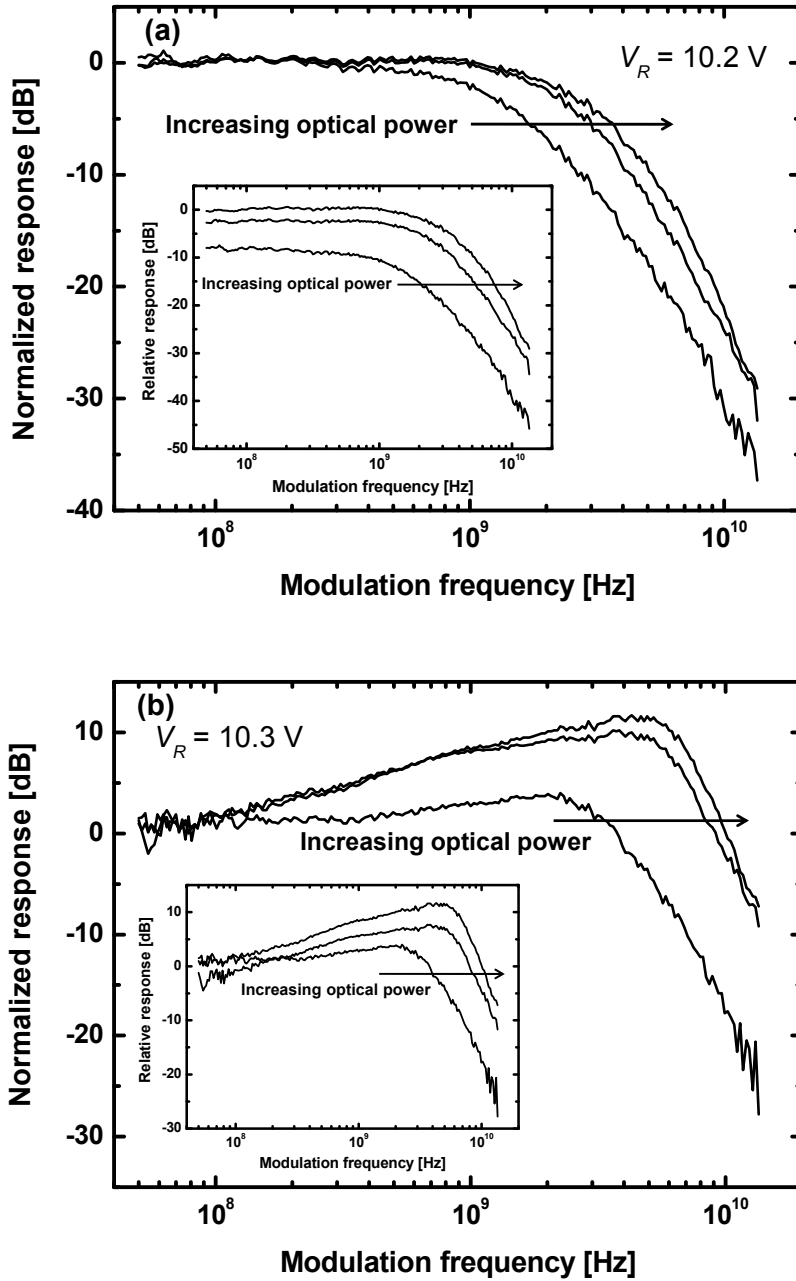 (a)
V_R = 10.2 V
Normalized response [dB]
0
-10
-20
-30
-40
Increasing optical power
Relative response [dB]
0
-10
-20
-30
-40
-50
Increasing optical power
10^8
10^9
10^10
Modulation frequency [Hz]
10^8
10^9
10^10
Modulation frequency [Hz]
(b)
V_R = 10.3 V
Normalized response [dB]
10
0
-10
-20
-30
Increasing optical power
Relative response [dB]
10
0
-10
-20
-30
Increasing optical power
10^8
10^9
10^10
Modulation frequency [Hz]
10^8
10^9
10^10
Modulation frequency [Hz]